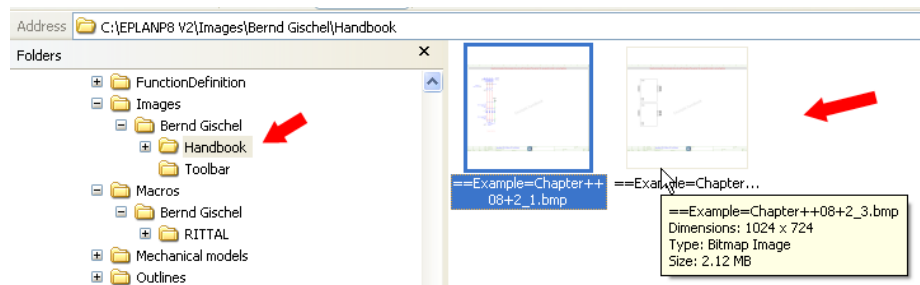 Address C:\EPLANP8 V2\Images\Bernd Gischel\Handbook
Folders
FunctionDefinition
Images
Bernd Gischel
Handbook
Toolbar
Macros
Bernd Gischel
RITTAL
Mechanical models
Outlines
==Example=Chapter++
08+2_1.bmp
==Example=Chapter...
==Example=Chapter++08+2_3.bmp
Dimensions: 1024 x 724
Type: Bitmap Image
Size: 2.12 MB